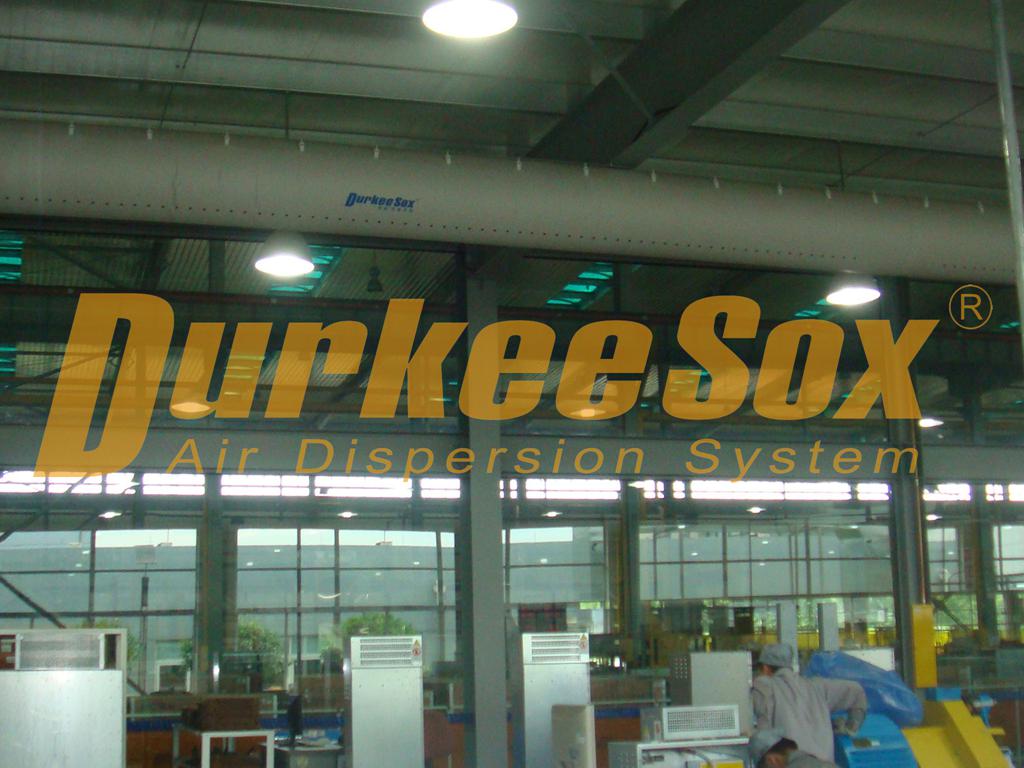 DurkeeSox
DurkeeSox®
Air Dispersion System